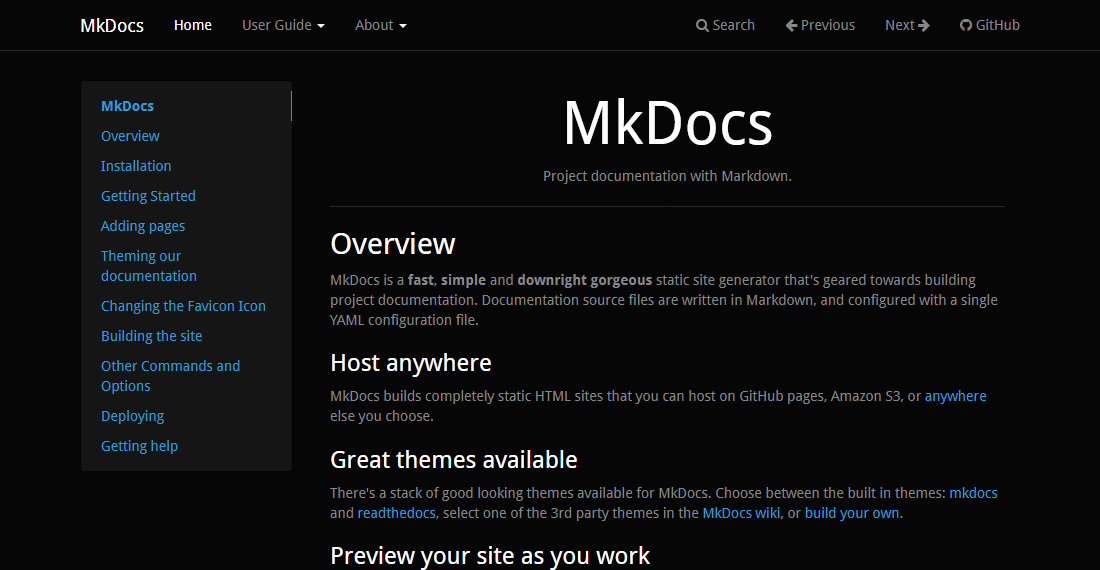 MkDocs Home User Guide About Search Previous Next GitHub
MkDocs
Overview
Installation
Getting Started
Adding pages
Theming our
documentation
Changing the Favicon Icon
Building the site
Other Commands and
Options
Deploying
Getting help
MkDocs
Project documentation with Markdown.
Overview
MkDocs is a fast, simple and downright gorgeous static site generator that's geared towards building
project documentation. Documentation source files are written in Markdown, and configured with a single
YAML configuration file.
Host anywhere
MkDocs builds completely static HTML sites that you can host on GitHub pages, Amazon S3, or anywhere
else you choose.
Great themes available
There's a stack of good looking themes available for MkDocs. Choose between the built in themes: mkdocs
and readthedocs, select one of the 3rd party themes in the MkDocs wiki, or build your own.
Preview your site as you work